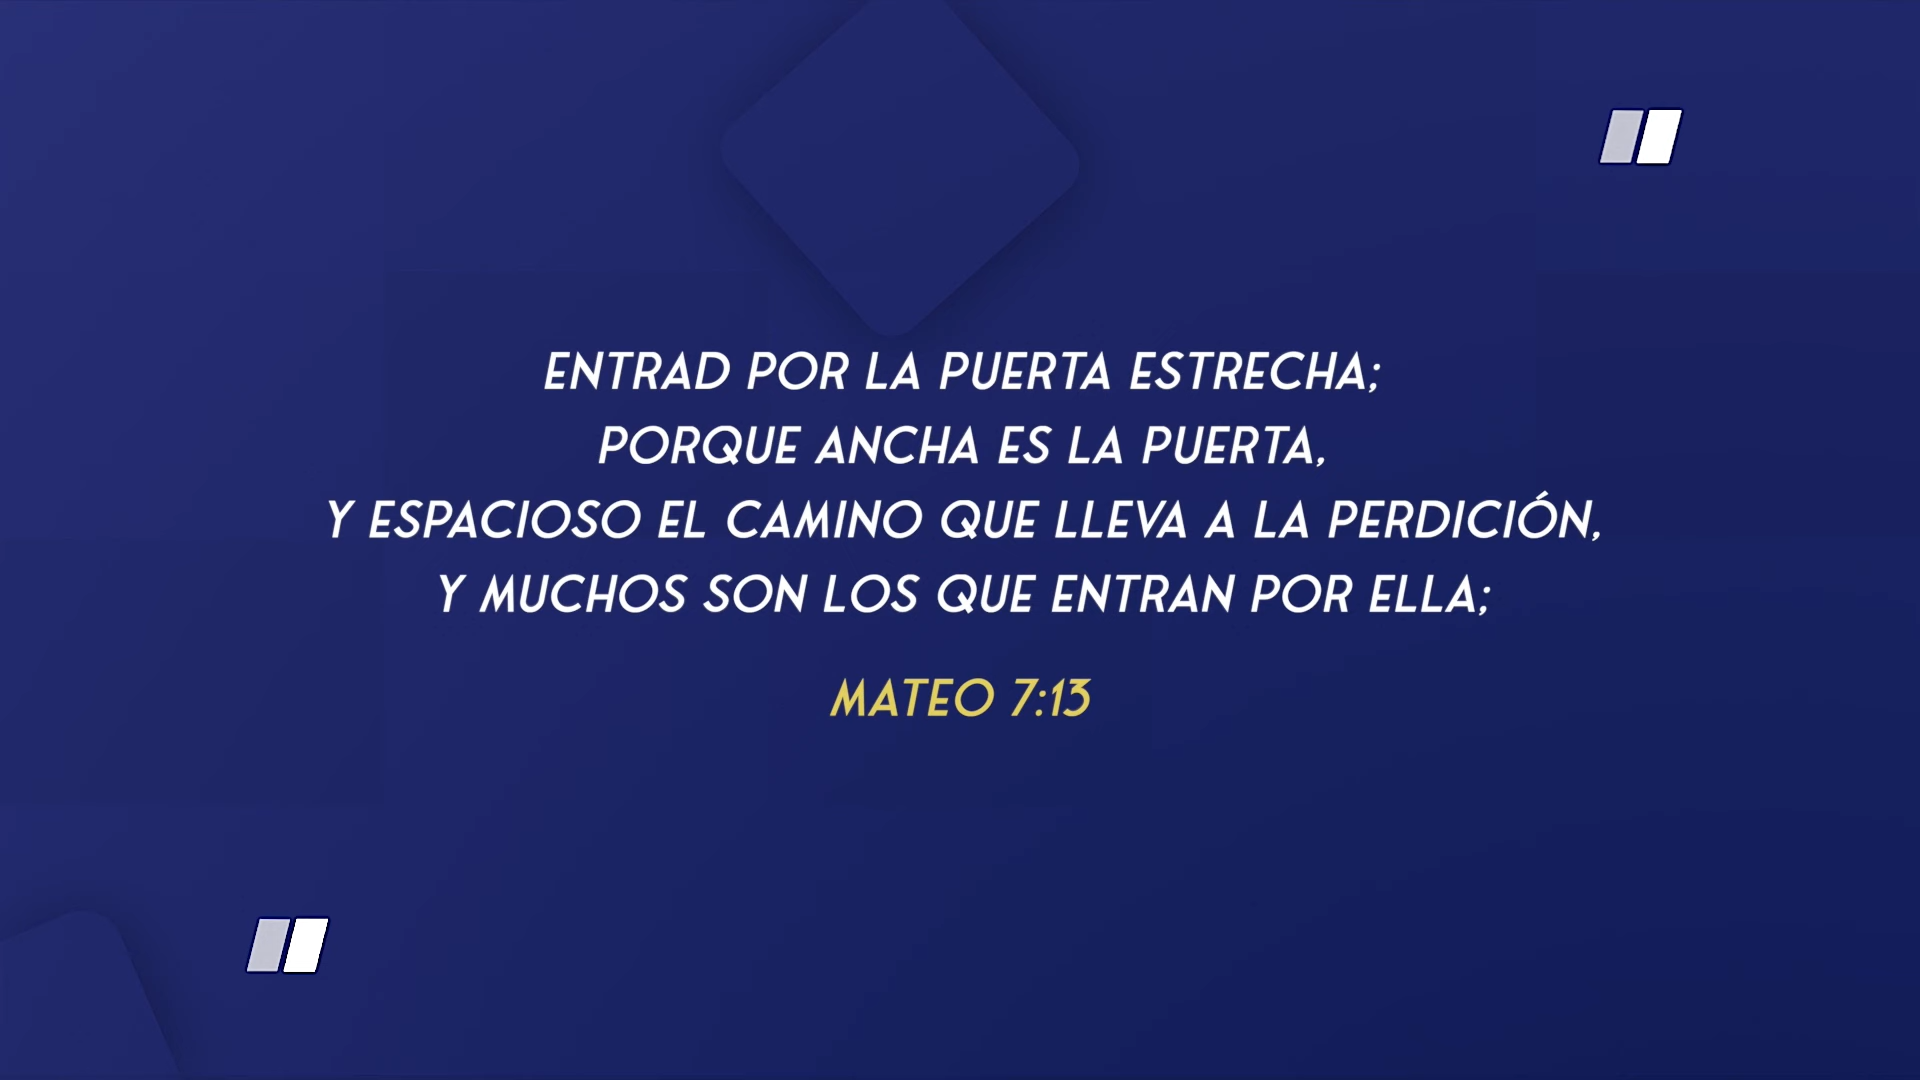 ENTRAD POR LA PUERTA ESTRECHA;
PORQUE ANCHA ES LA PUERTA,
Y ESPACIOSO EL CAMINO QUE LLEVA A LA PERDICIÓN,
Y MUCHOS SON LOS QUE ENTRAN POR ELLA;
MATEO 7:13